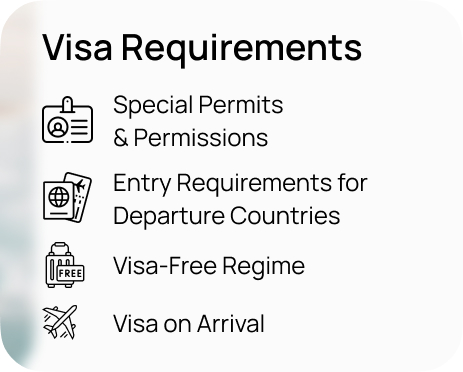 Visa Requirements
Special Permits
& Permissions
Entry Requirements for
Departure Countries
FREE
Visa-Free Regime
Visa on Arrival